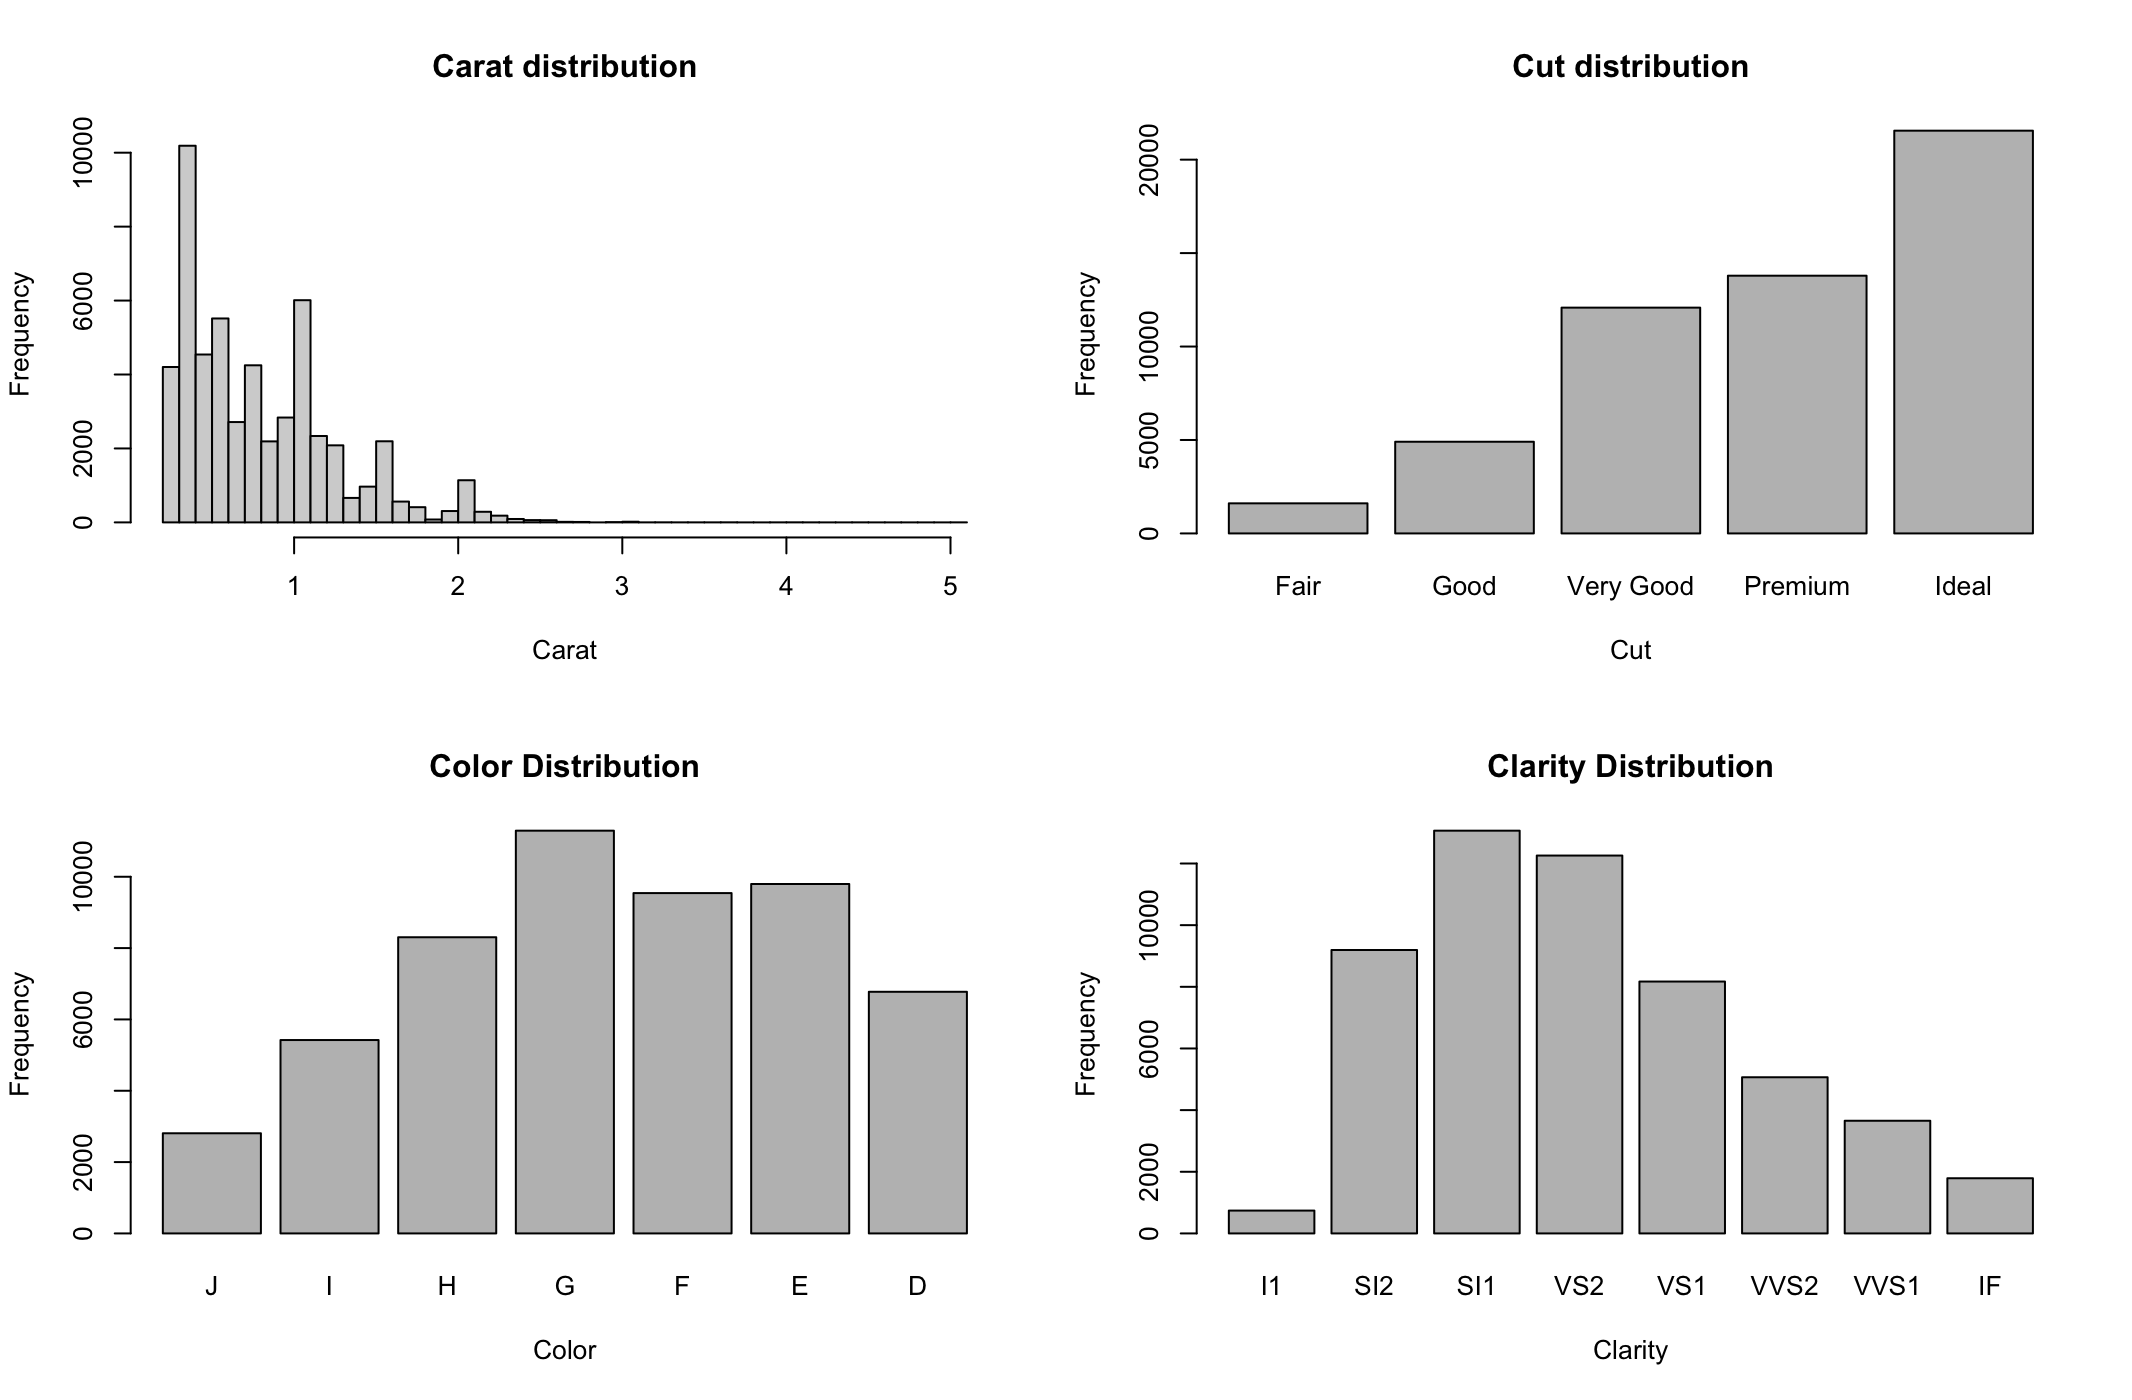 Carat distribution
Frequency
10000
6000
2000
0
1 2 3 4 5
Carat
Cut distribution
Frequency
20000
10000
5000
0
Fair Good Very Good Premium Ideal
Cut
Color Distribution
Frequency
10000
6000
2000
0
J I H G F E D
Color
Clarity Distribution
Frequency
10000
6000
2000
0
I1 SI2 SI1 VS2 VS1 VVS2 VVS1 IF
Clarity